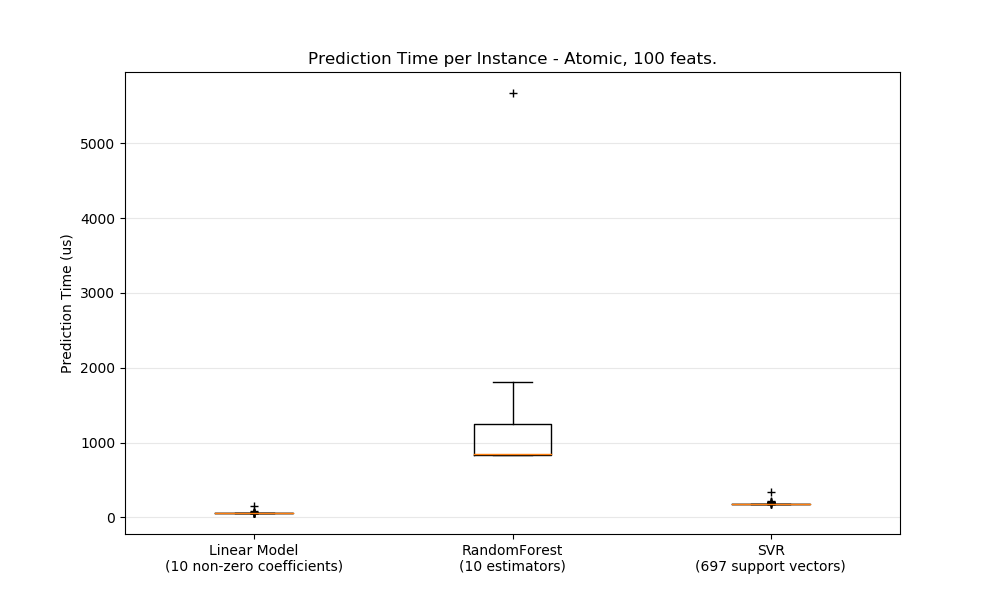 Prediction Time per Instance - Atomic, 100 feats.
Prediction Time (us)
5000
4000
3000
2000
1000
0
Linear Model
(10 non-zero coefficients)
RandomForest
(10 estimators)
SVR
(697 support vectors)